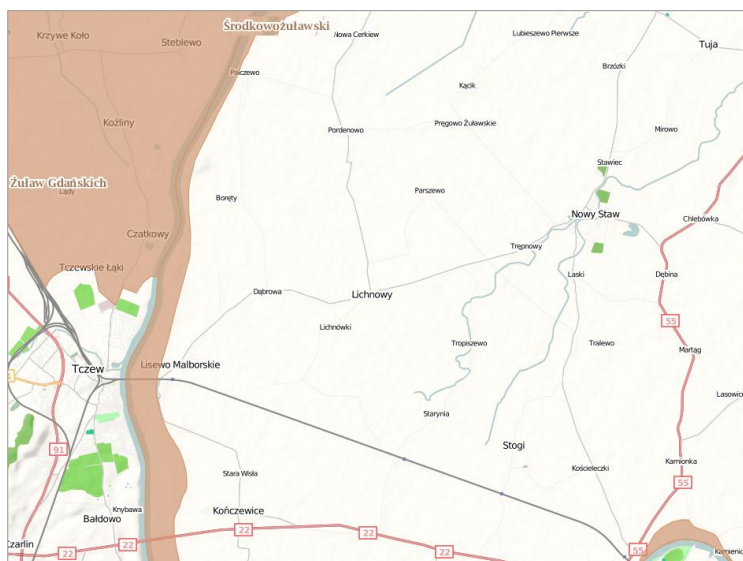 Środkowożuławski
Krzywe Koło
Steblewo
Nowa Cerkiew
Lubieszewo Pierwsze
Tuja
Palczewo
Brzózki
Kącik
Koźliny
Pordenowo
Pręgowo Żuławskie
Mirowo
Stawiec
Żuław Gdańskich
Lądy
Boręty
Parszewo
Nowy Staw
Chlebówka
Czatkowy
Trępnowy
Tczewskie Łąki
Laski
Dębina
Dąbrowa
Lichnowy
55
Lichnówki
Tropiszewo
Tralewo
Martąg
Tczew
Lisewo Malborskie
Lasowic
Starynia
91
Stogi
Kamionka
Stara Wisła
Kościeleczki
55
Knybawa
Kończewice
Bałdowo
22
22
Czarlin
22
22
55
Kamienic